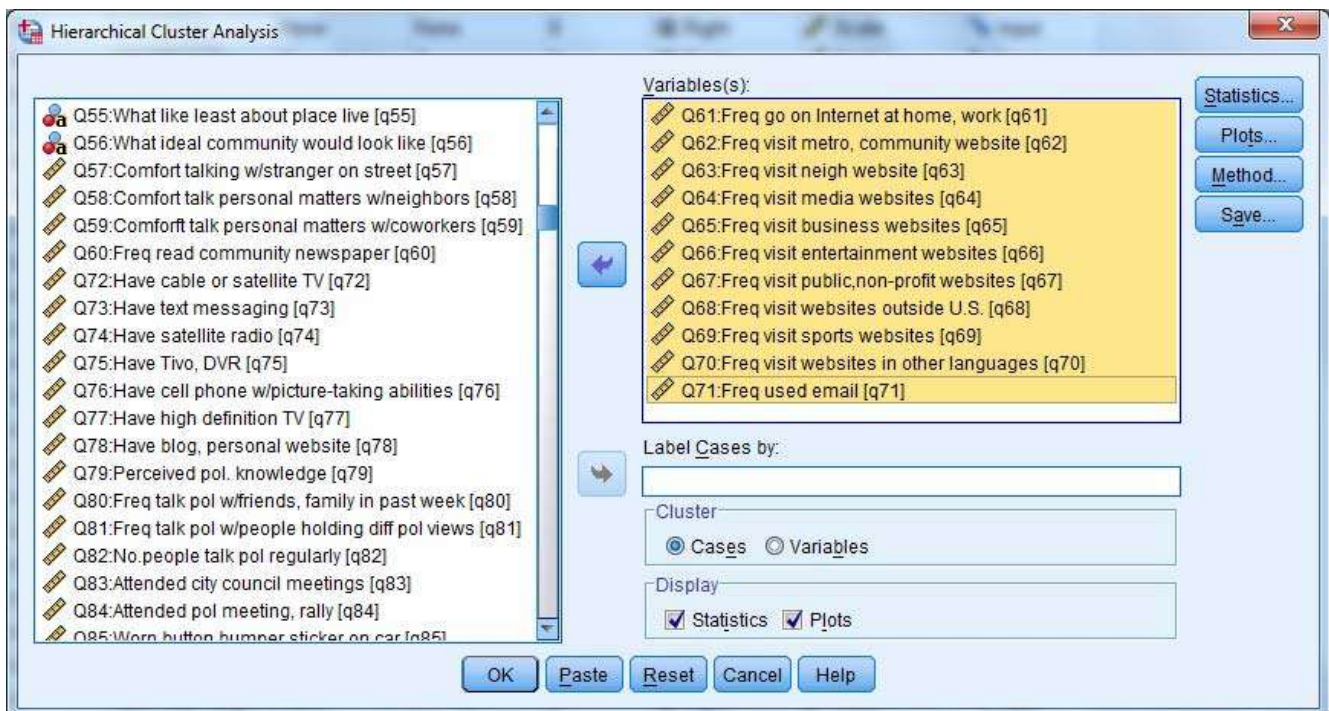 Hierarchical Cluster Analysis
Q55:What like least about place live [q55]
Q56:What ideal community would look like [q56]
Q57:Comfort talking w/stranger on street [q57]
Q58:Comfort talk personal matters w/neighbors [q58]
Q59:Comforft talk personal matters w/coworkers [q59]
Q60:Freq read community newspaper [q60]
Q72:Have cable or satellite TV [q72]
Q73:Have text messaging [q73]
Q74:Have satellite radio [q74]
Q75:Have Tivo, DVR [q75]
Q76:Have cell phone w/picture-taking abilities [q76]
Q77:Have high definition TV [q77]
Q78:Have blog, personal website [q78]
Q79:Perceived pol. knowledge [q79]
Q80:Freq talk pol w/friends, family in past week [q80]
Q81:Freq talk pol w/people holding diff pol views [q81]
Q82:No.people talk pol regularly [q82]
Q83:Attended city council meetings [q83]
Q84:Attended pol meeting, rally [q84]
Q85:Worn button bumper sticker on car [q85]
Variables(s):
Q61:Freq go on Internet at home, work [q61]
Q62:Freq visit metro, community website [q62]
Q63:Freq visit neigh website [q63]
Q64:Freq visit media websites [q64]
Q65:Freq visit business websites [q65]
Q66:Freq visit entertainment websites [q66]
Q67:Freq visit public,non-profit websites [q67]
Q68:Freq visit websites outside U.S. [q68]
Q69:Freq visit sports websites [q69]
Q70:Freq visit websites in other languages [q70]
Q71:Freq used email [q71]
Label Cases by:
Cluster
Cases Variables
Display
Statistics Plots
Statistics...
Plots...
Method...
Save...
OK Paste Reset Cancel Help